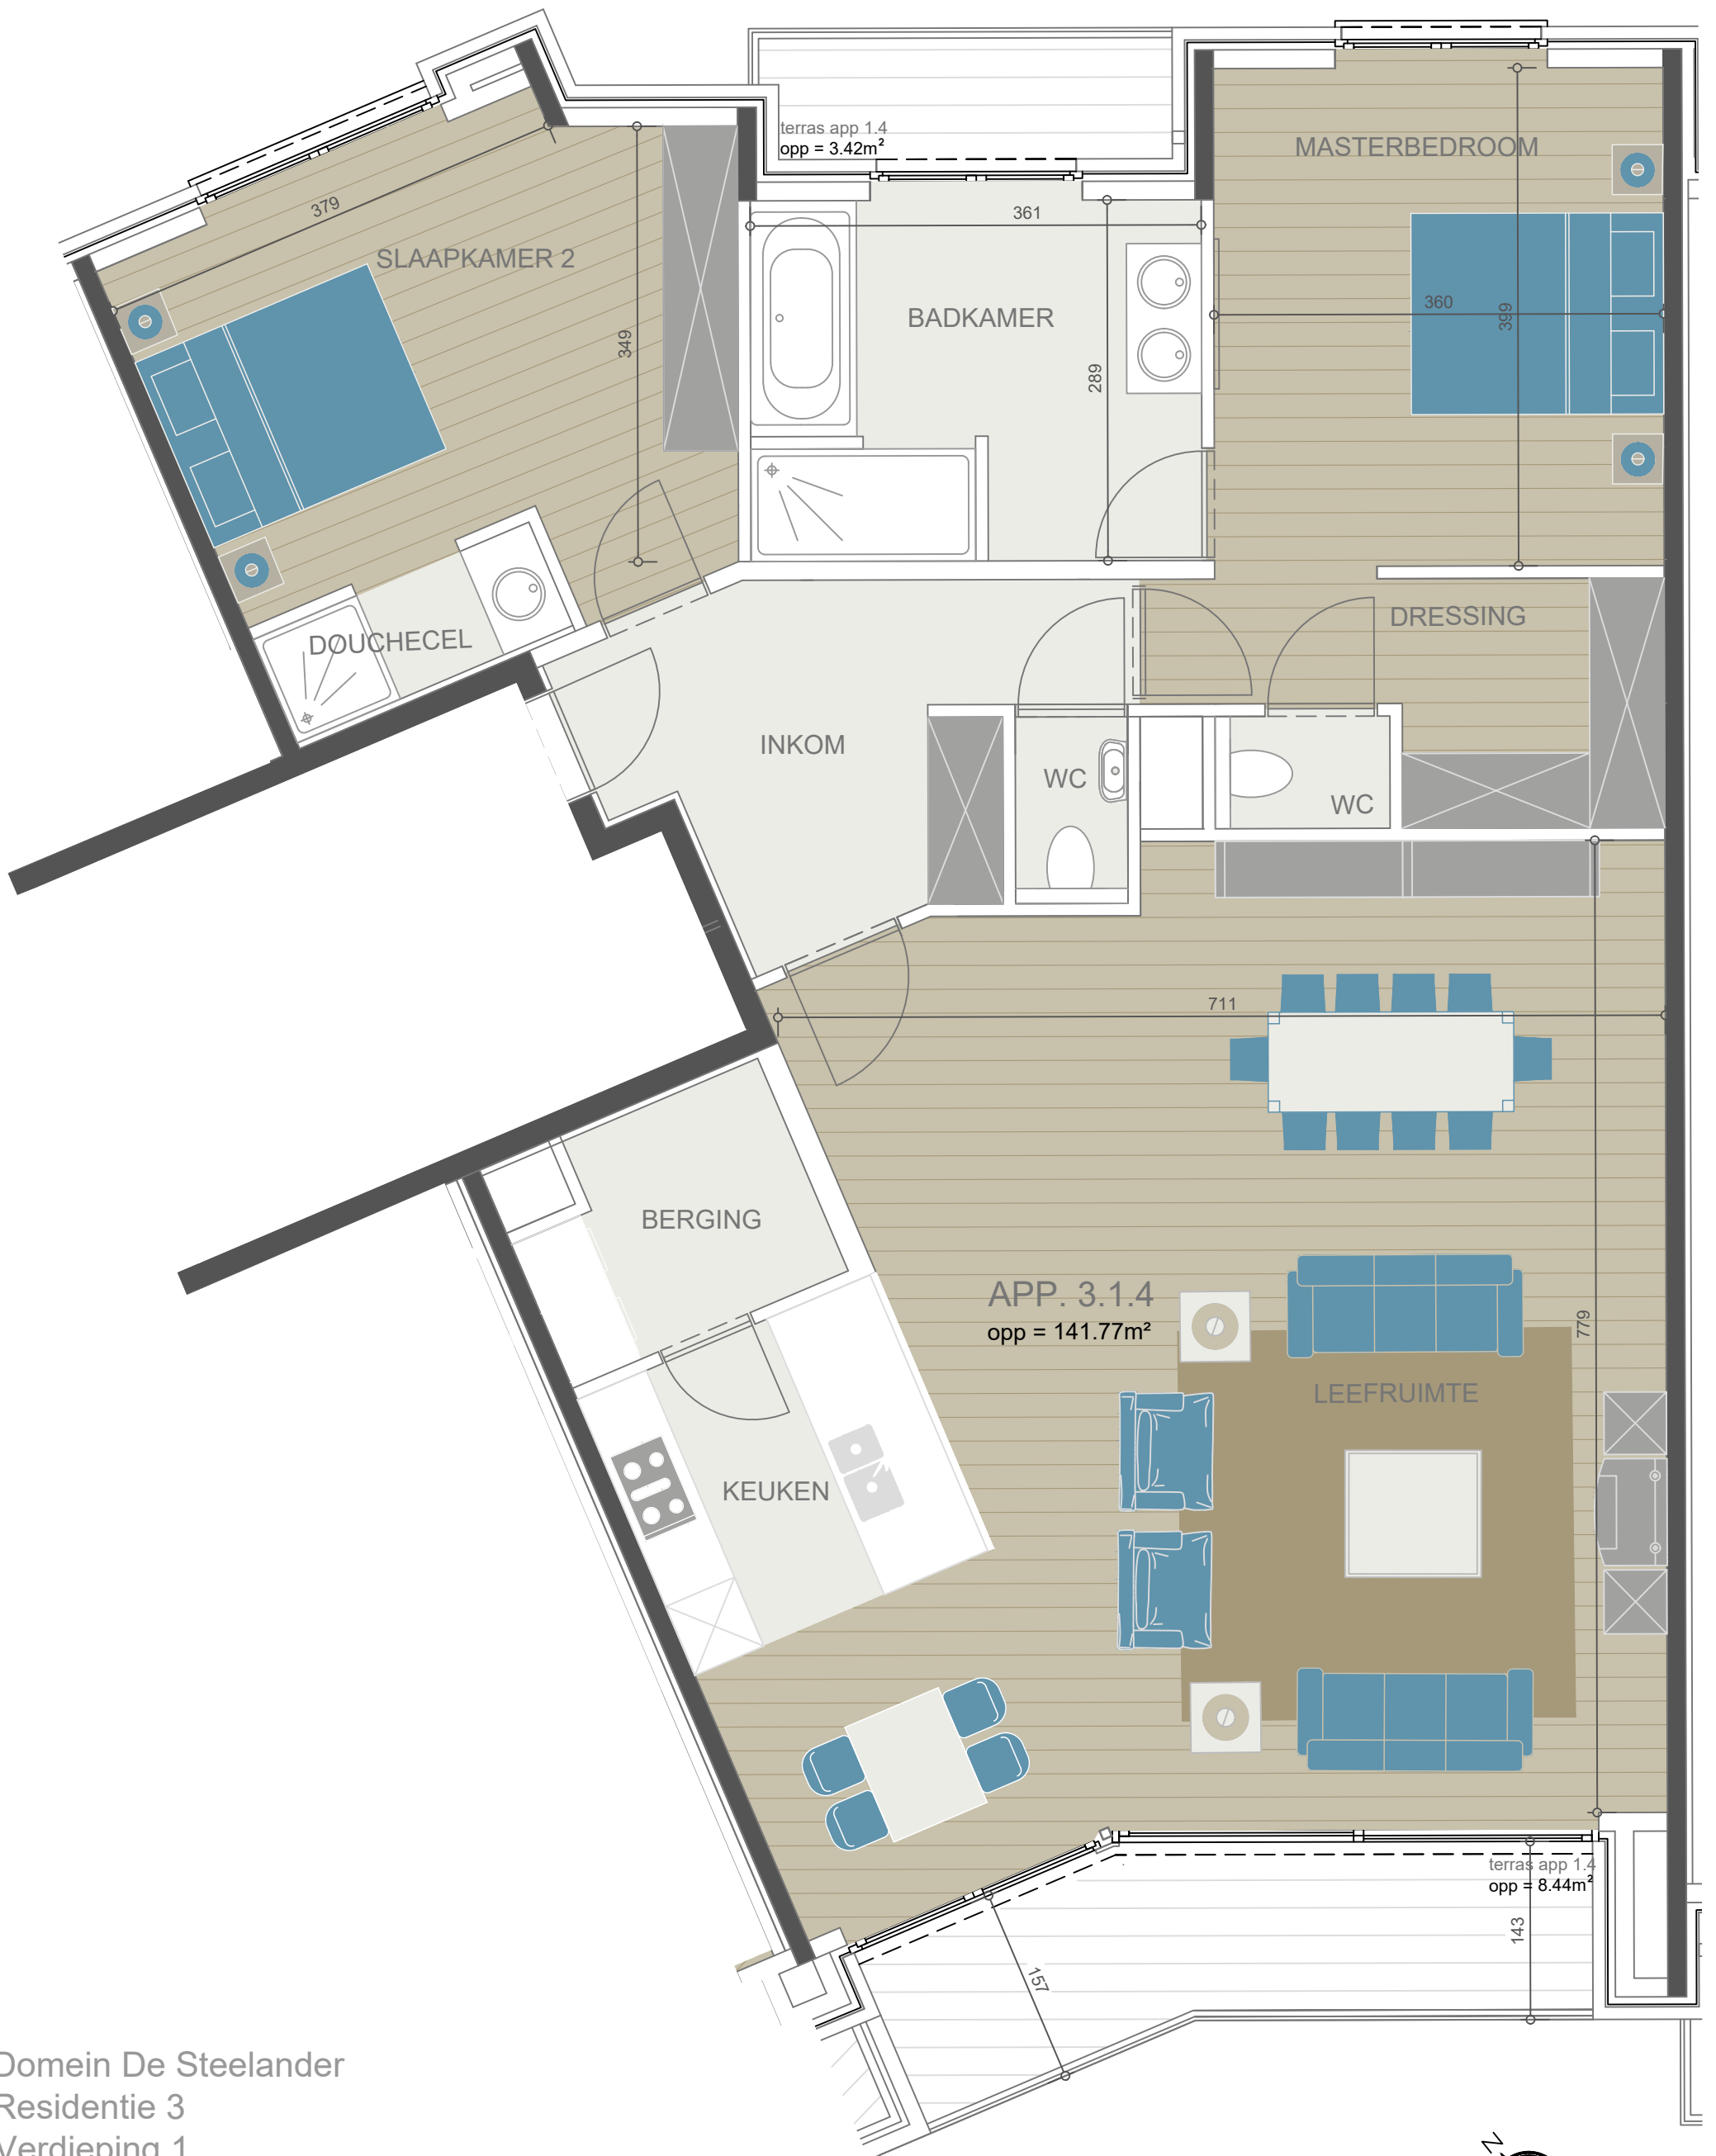 terras app 1.4
opp = 3.42m²
MASTERBEDROOM
379
SLAAPKAMER 2
361
349
BADKAMER
289
360
399
DOUCHECEL
DRESSING
INKOM
WC
WC
711
BERGING
APP. 3.1.4
opp = 141.77m²
779
LEEFRUIMTE
KEUKEN
terras app 1.4
opp = 8.44m²
143
157
Domein De Steelander
Residentie 3
Verdieping 1
N